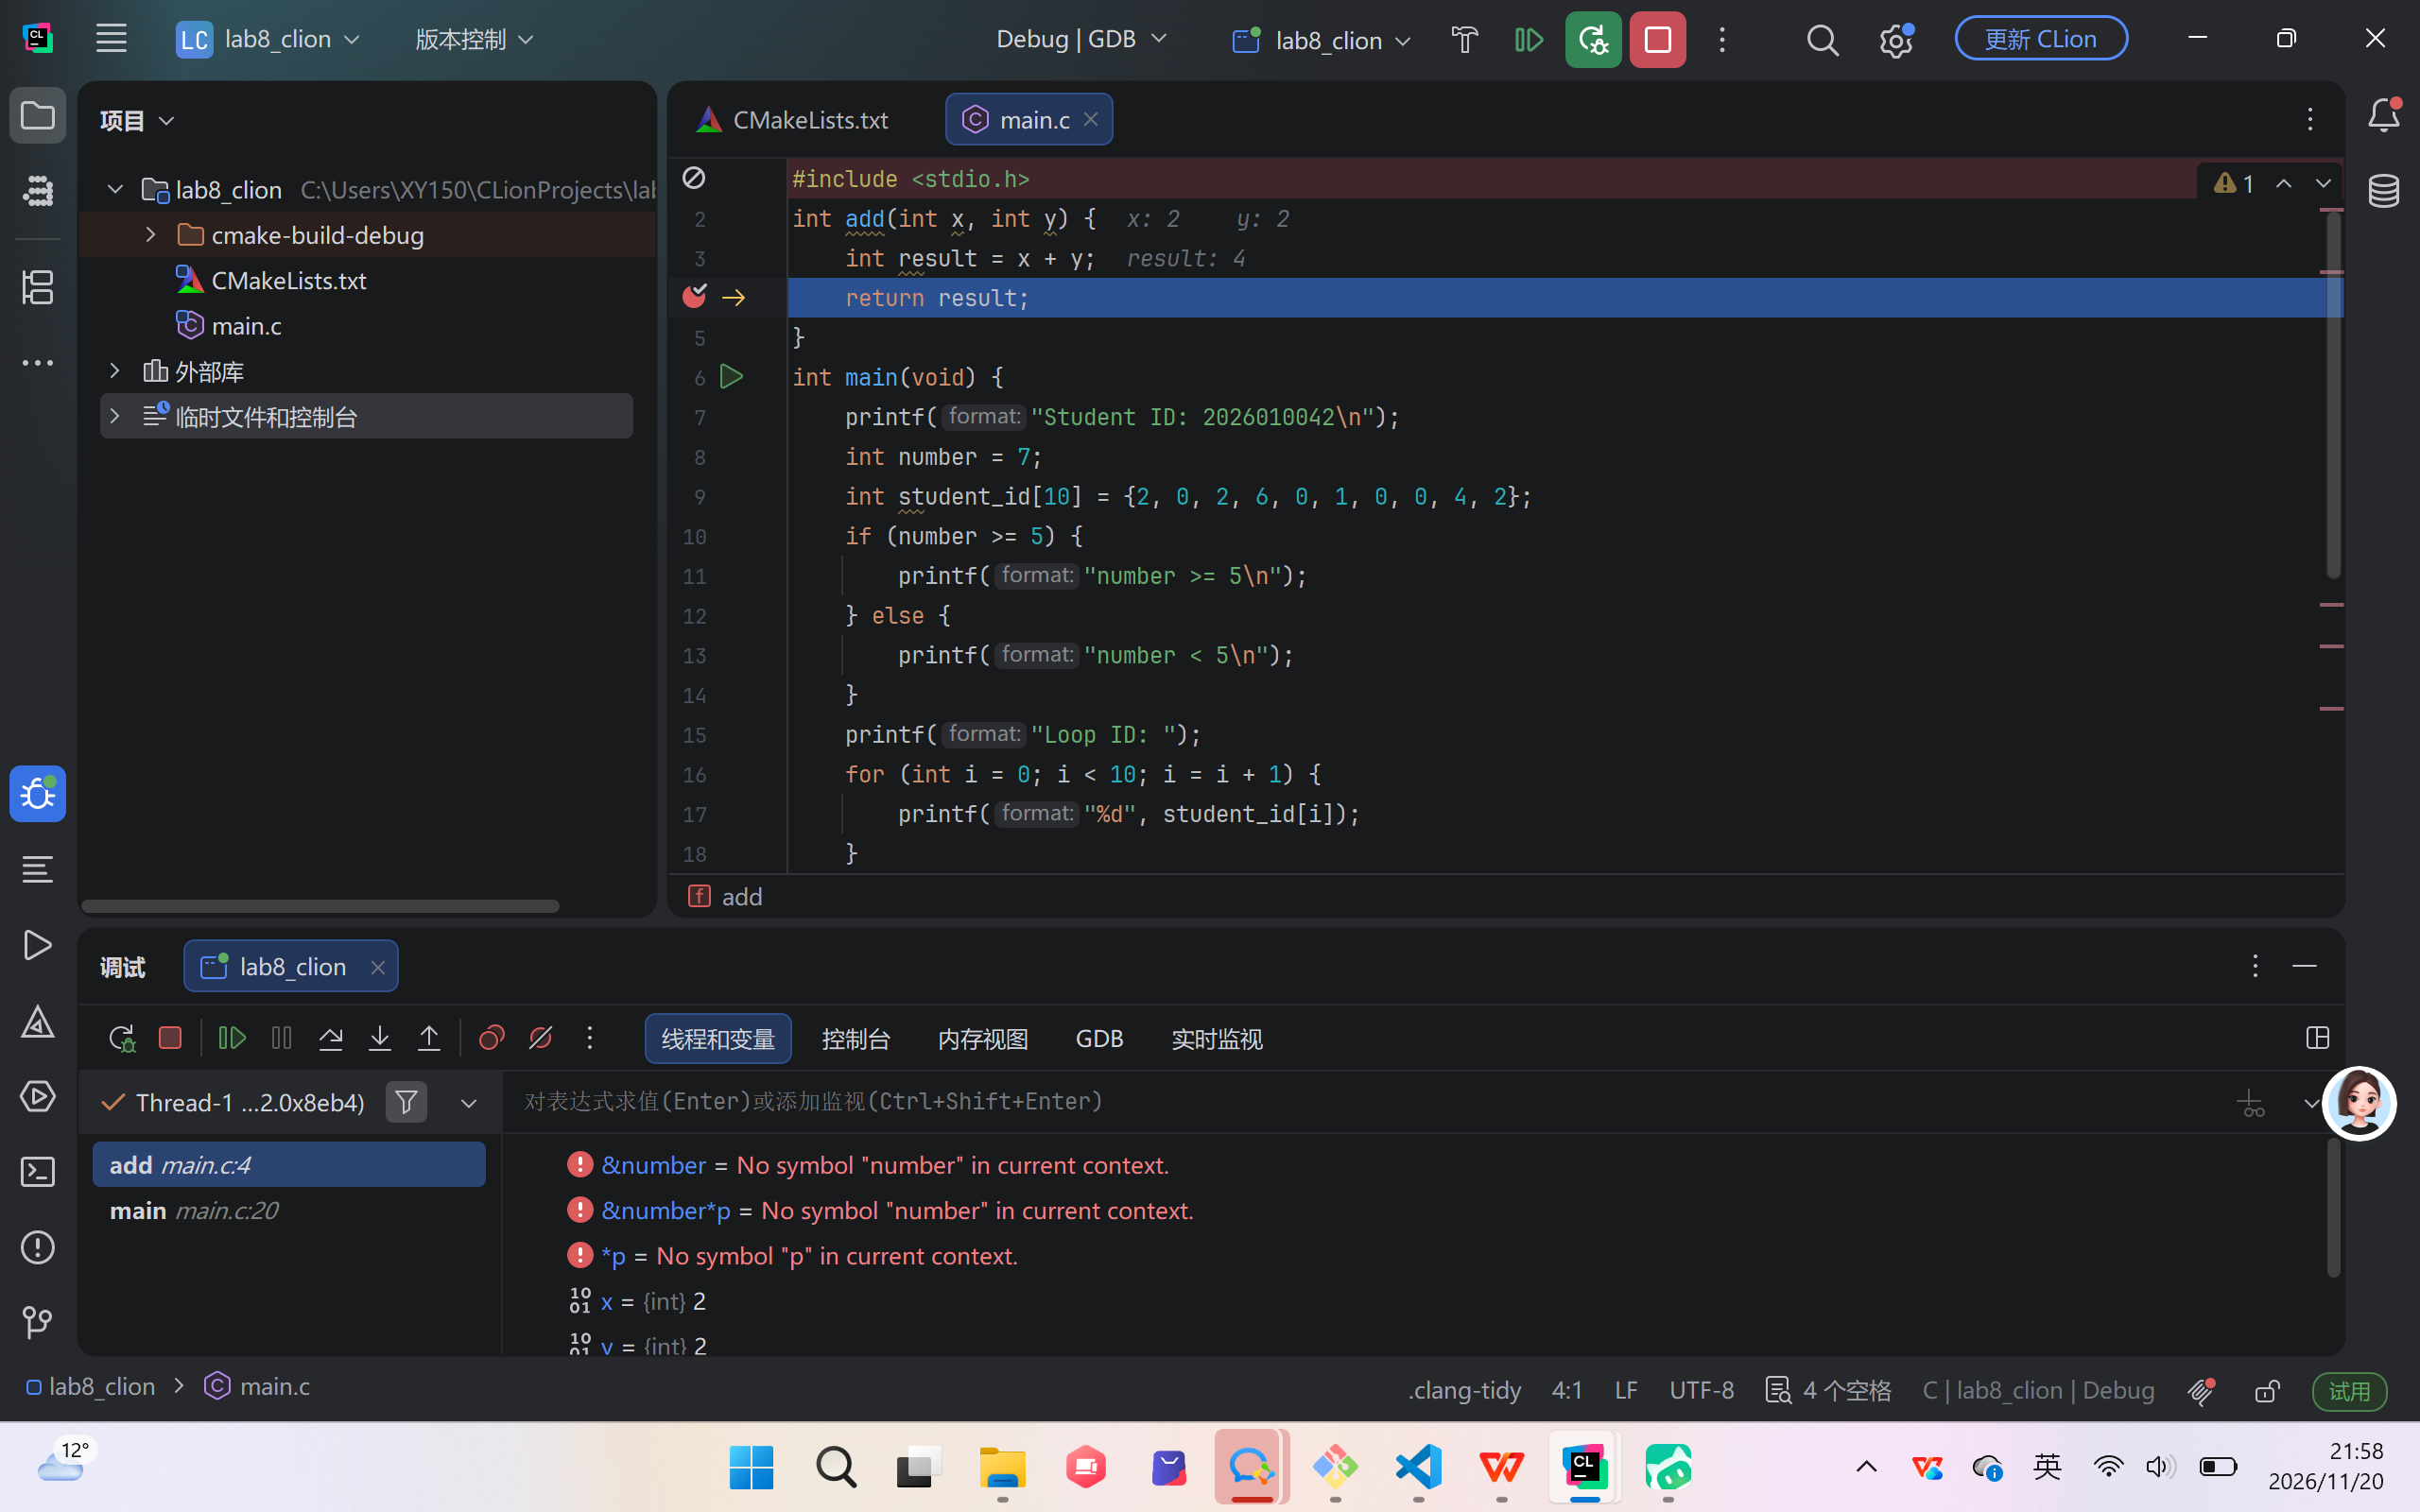 LC lab8_clion 版本控制 Debug | GDB lab8_clion 更新 CLion
项目
lab8_clion C:\Users\XY150\CLionProjects\lab
cmake-build-debug
CMakeLists.txt
main.c
外部库
临时文件和控制台
CMakeLists.txt main.c
#include <stdio.h>
1
2 int add(int x, int y) { x: 2 y: 2
3 int result = x + y; result: 4
return result;
5 }
6 int main(void) {
7 printf( format: "Student ID: 2026010042\n");
8 int number = 7;
9 int student_id[10] = {2, 0, 2, 6, 0, 1, 0, 0, 4, 2};
10 if (number >= 5) {
11 printf( format: "number >= 5\n");
12 } else {
13 printf( format: "number < 5\n");
14 }
15 printf( format: "Loop ID: ");
16 for (int i = 0; i < 10; i = i + 1) {
17 printf( format: "%d", student_id[i]);
18 }
f add
调试 lab8_clion
线程和变量 控制台 内存视图 GDB 实时监视
Thread-1 ...2.0x8eb4)
对表达式求值(Enter)或添加监视(Ctrl+Shift+Enter)
add main.c:4
main main.c:20
&number = No symbol "number" in current context.
&number*p = No symbol "number" in current context.
*p = No symbol "p" in current context.
x = {int} 2
y = {int} 2
lab8_clion main.c .clang-tidy 4:1 LF UTF-8 4 个空格 C | lab8_clion | Debug 试用
12°
英
21:58
2026/11/20